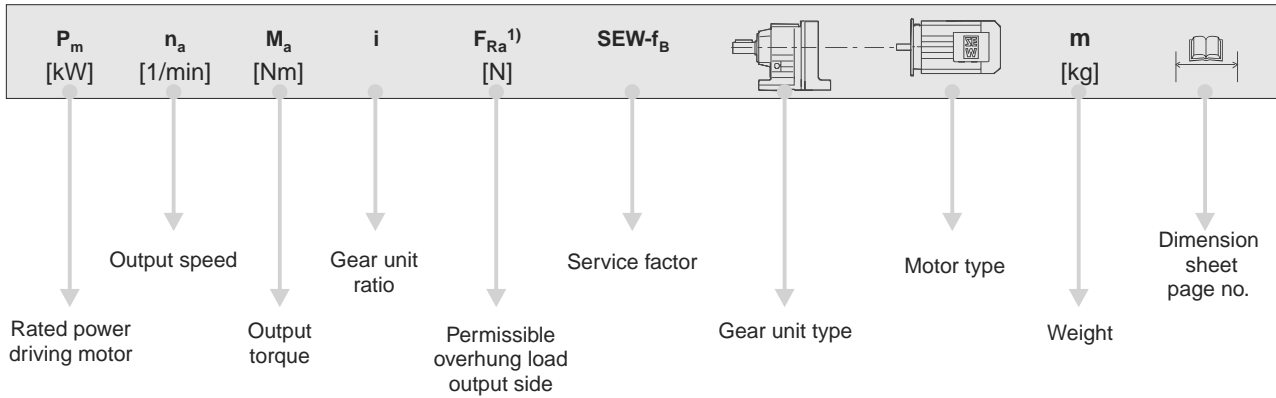 Pm na Ma i FRa1) SEW-fB m
[kW] [1/min] [Nm] [N] [kg]
SEW
Output speed
Gear unit
ratio
Service factor
Motor type
Dimension
sheet
page no.
Rated power
driving motor
Output
torque
Permissible
overhung load
output side
Gear unit type
Weight